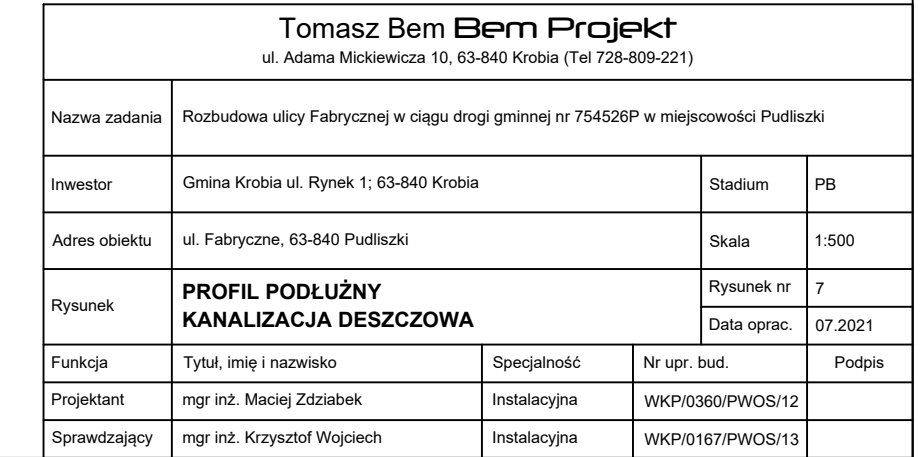 Tomasz Bem Bem Projekt
ul. Adama Mickiewicza 10, 63-840 Krobia (Tel 728-809-221)
Nazwa zadania Rozbudowa ulicy Fabrycznej w ciągu drogi gminnej nr 754526P w miejscowości Pudliszki
Inwestor Gmina Krobia ul. Rynek 1; 63-840 Krobia Stadium PB
Adres obiektu ul. Fabryczne, 63-840 Pudliszki Skala 1:500
Rysunek PROFIL PODŁUŻNY
KANALIZACJA DESZCZOWA
Rysunek nr 7
Data oprac. 07.2021
Funkcja Tytuł, imię i nazwisko Specjalność Nr upr. bud. Podpis
Projektant mgr inż. Maciej Zdziabek Instalacyjna WKP/0360/PWOS/12
Sprawdzający mgr inż. Krzysztof Wojciech Instalacyjna WKP/0167/PWOS/13